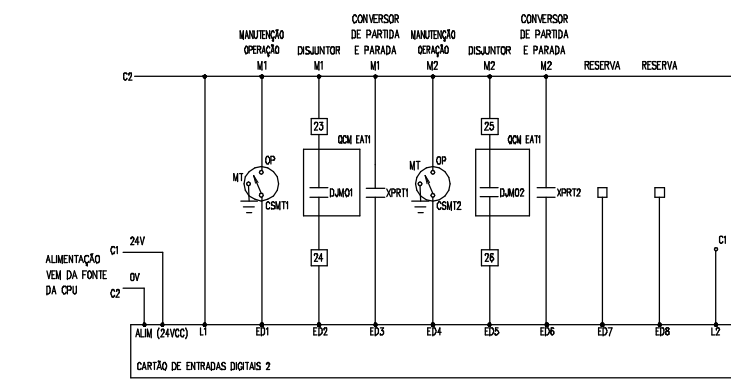 MANUTENÇÃO
OPERAÇÃO
M1
DISJUNTOR
M1
CONVERSOR
DE PARTIDA
E PARADA
M1
MANUTENÇÃO
OERAÇÃO
M2
DISJUNTOR
M2
CONVERSOR
DE PARTIDA
E PARADA
M2
RESERVA
RESERVA
C2
23
25
QCM EAT1
QCM EAT1
OP
MT
CSMT1
DJM01
XPRT1
OP
MT
CSMT2
DJM02
XPRT2
24
26
ALIMENTAÇÃO
VEM DA FONTE
DA CPU
C1
24V
C2
0V
C1
ALIM (24VCC)
L1
ED1
ED2
ED3
ED4
ED5
ED6
ED7
ED8
L2
CARTÃO DE ENTRADAS DIGITAIS 2